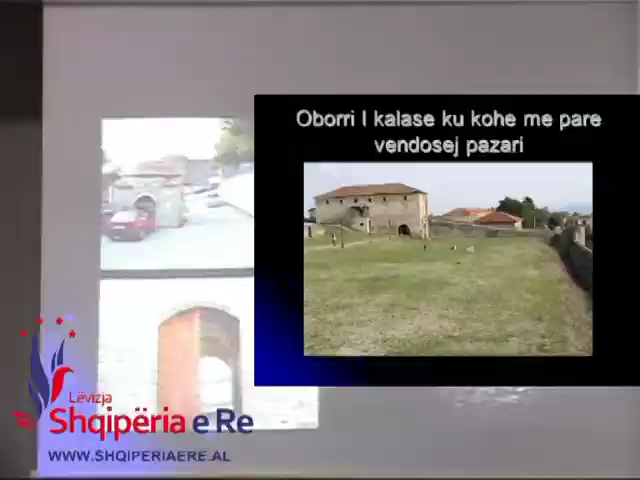 Oborri I kalase ku kohe me pare
vendosej pazari
Lëvizja
Shqipëria e Re
WWW.SHQIPERIAERE.AL